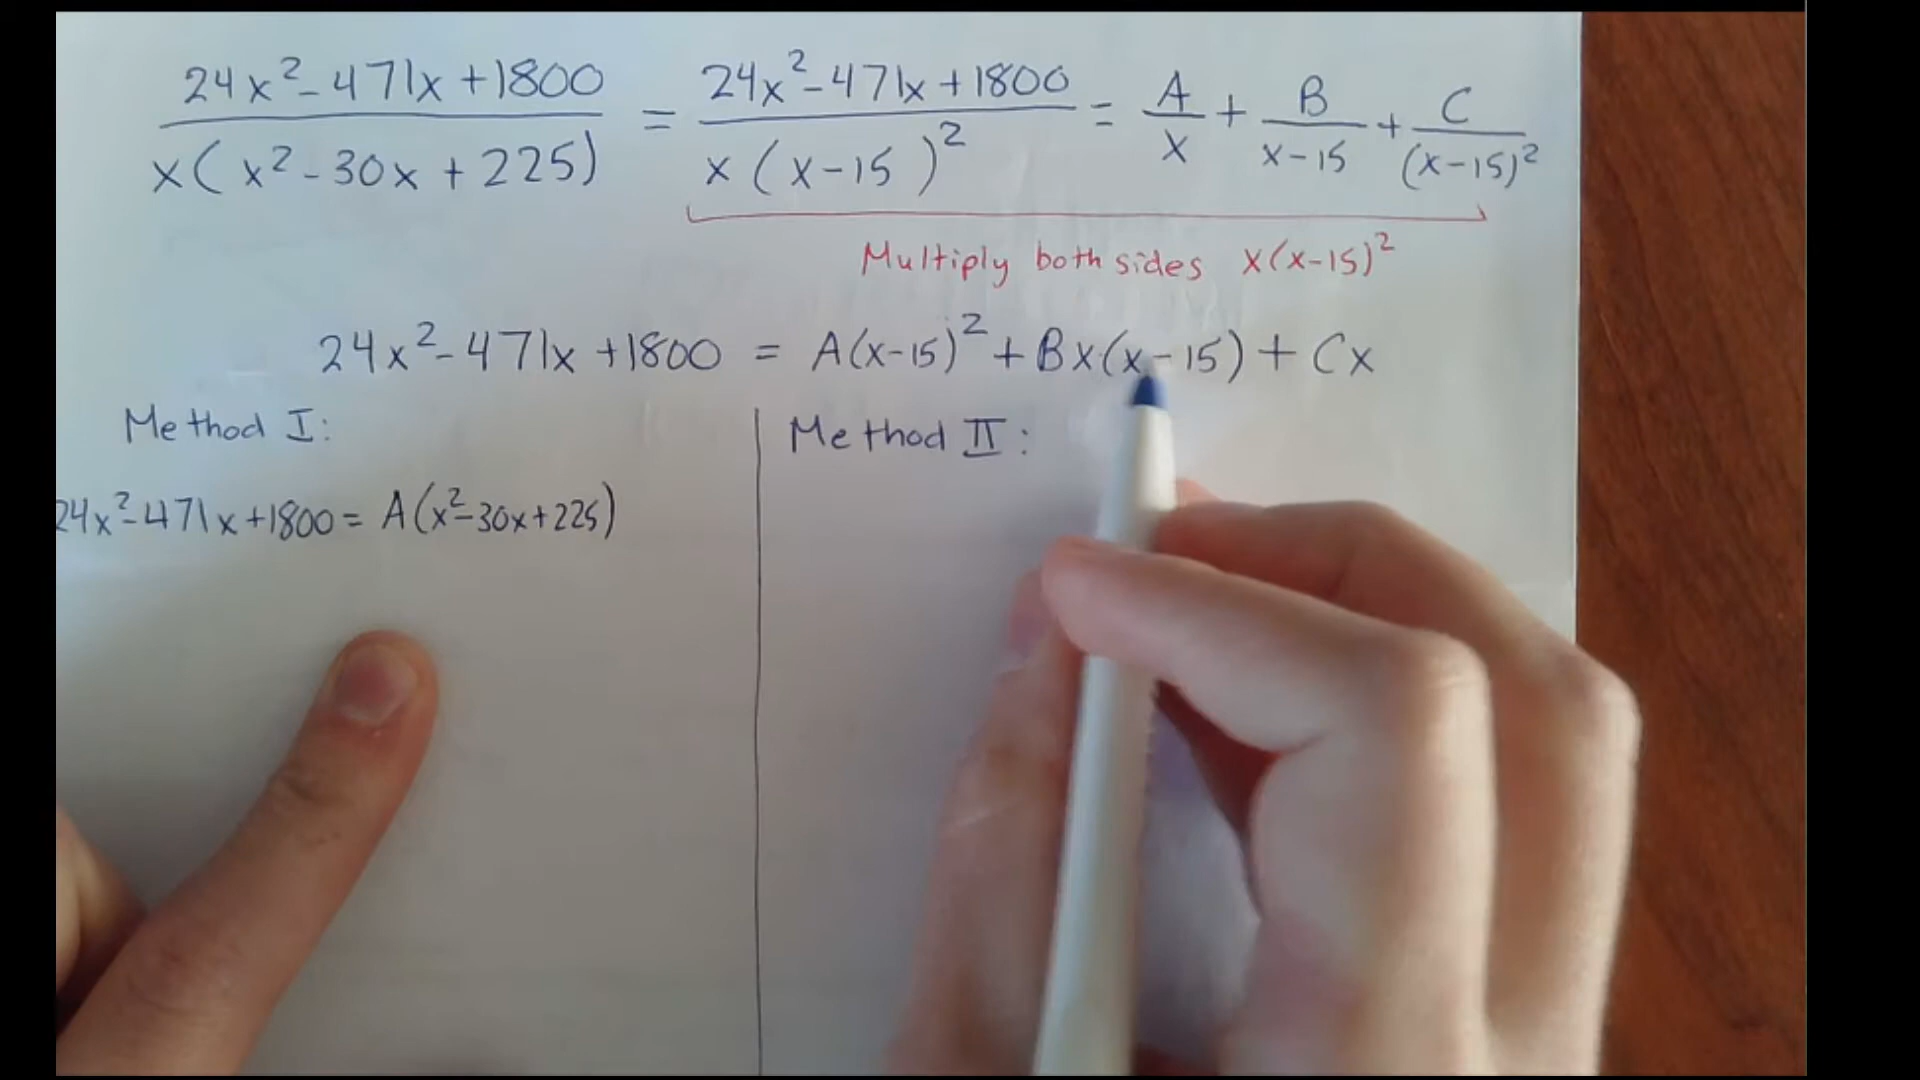 24x² - 471x + 1800 / x(x² - 30x + 225) = 24x² - 471x + 1800 / x(x - 15)² = A/x + B/(x - 15) + C/(x - 15)²
Multiply both sides x(x-15)²
24x² - 471x + 1800 = A(x-15)² + Bx(x-15) + Cx
Method I:
24x² - 471x + 1800 = A(x² - 30x + 225)
Method II: